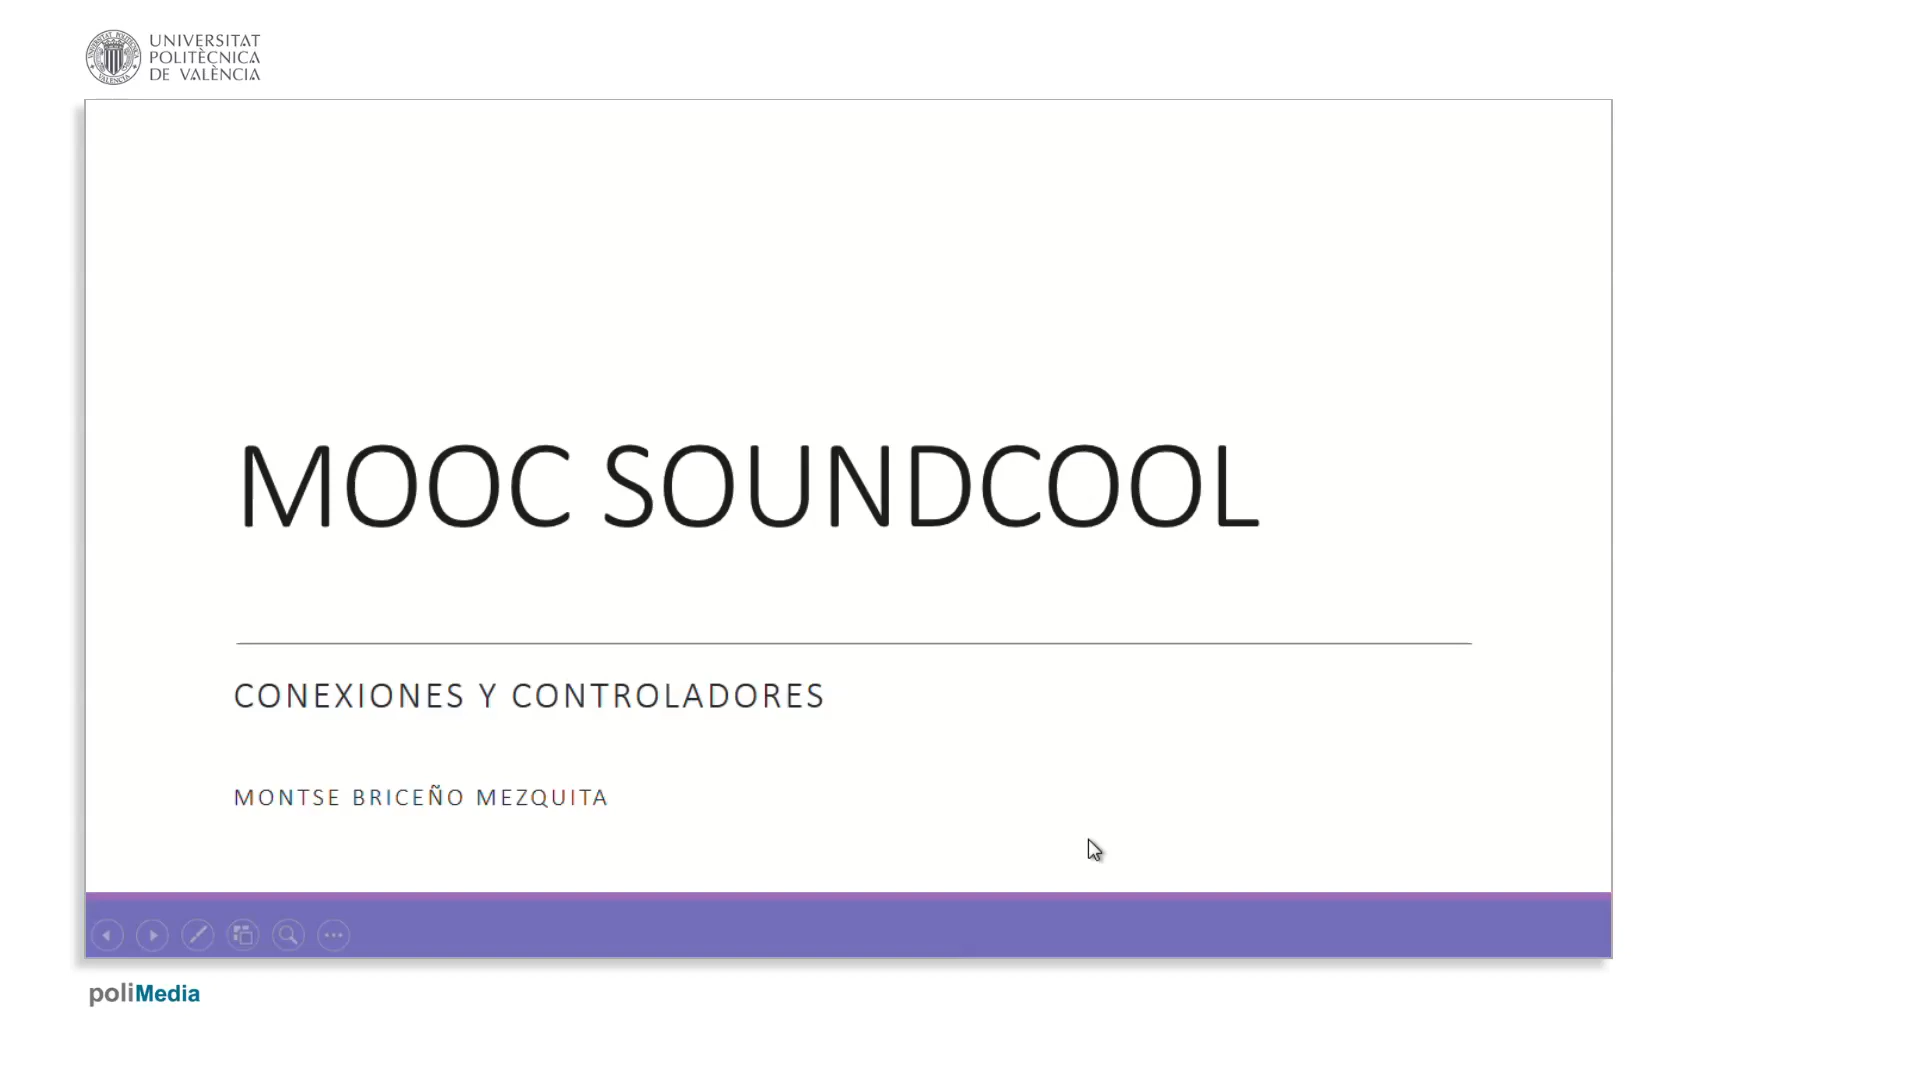 UNIVERSITAT
POLITÈCNICA
DE VALÈNCIA
MOOC SOUNDCOOL
CONEXIONES Y CONTROLADORES
MONTSE BRICEÑO MEZQUITA
poliMedia